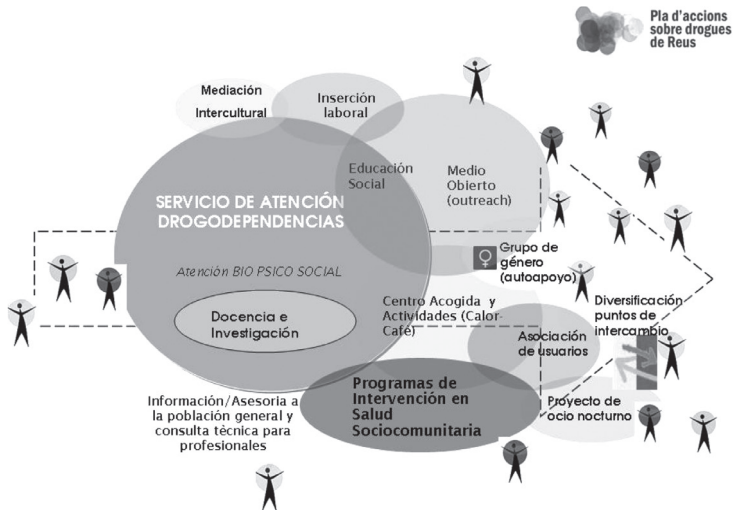 Pla d'accions
sobre drogues
de Reus
Mediación
Intercultural
Inserción
laboral
Educación
Social
Medio
Obierto
(outreach)
SERVICIO DE ATENCIÓN
DROGODEPENDENCIAS
Atención BIO PSICO SOCIAL
Grupo de
género
(autoapoyo)
Docencia e
Investigación
Centro Acogida y
Actividades (Calor-
Café)
Diversificación
puntos de
intercambio
Asociación
de usuarios
Programas de
Intervención en
Salud
Sociocomunitaria
Información/Asesoria a
la población general y
consulta tècnica para
profesionales
Proyecto de
ocio nocturno